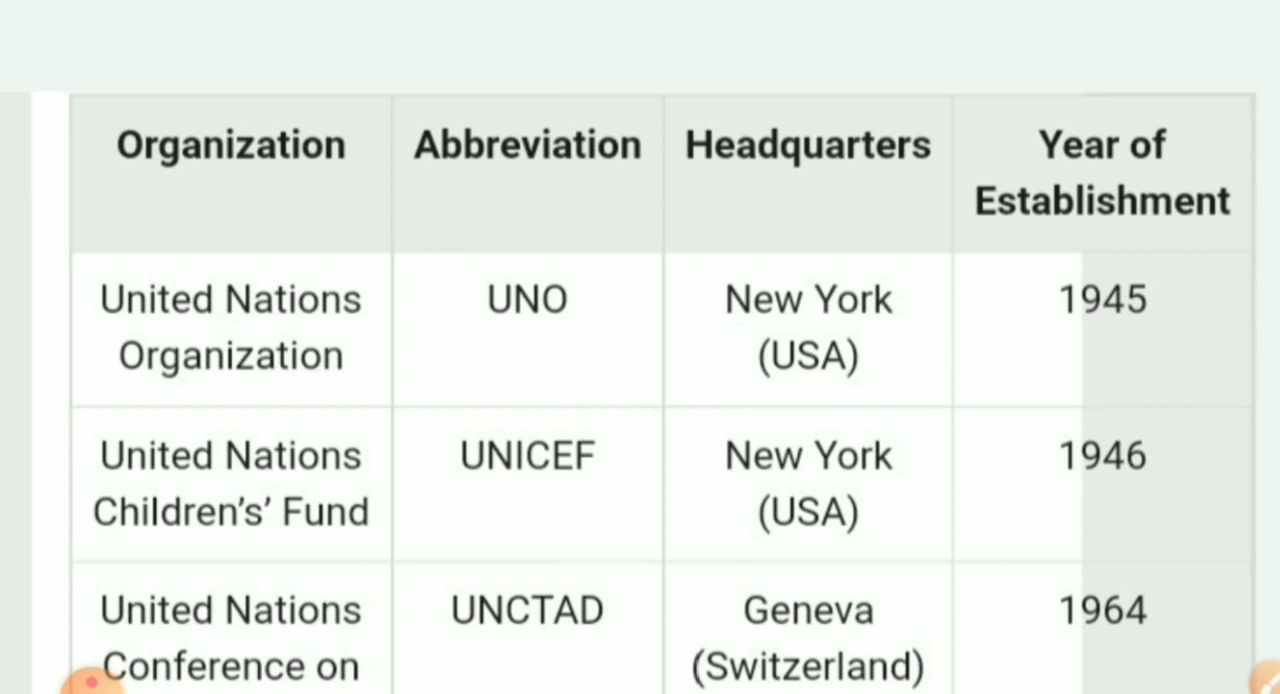 Organization Abbreviation Headquarters Year of
Establishment
United Nations UNO New York 1945
Organization (USA)
United Nations UNICEF New York 1946
Children’s’ Fund (USA)
United Nations UNCTAD Geneva 1964
Conference on (Switzerland)